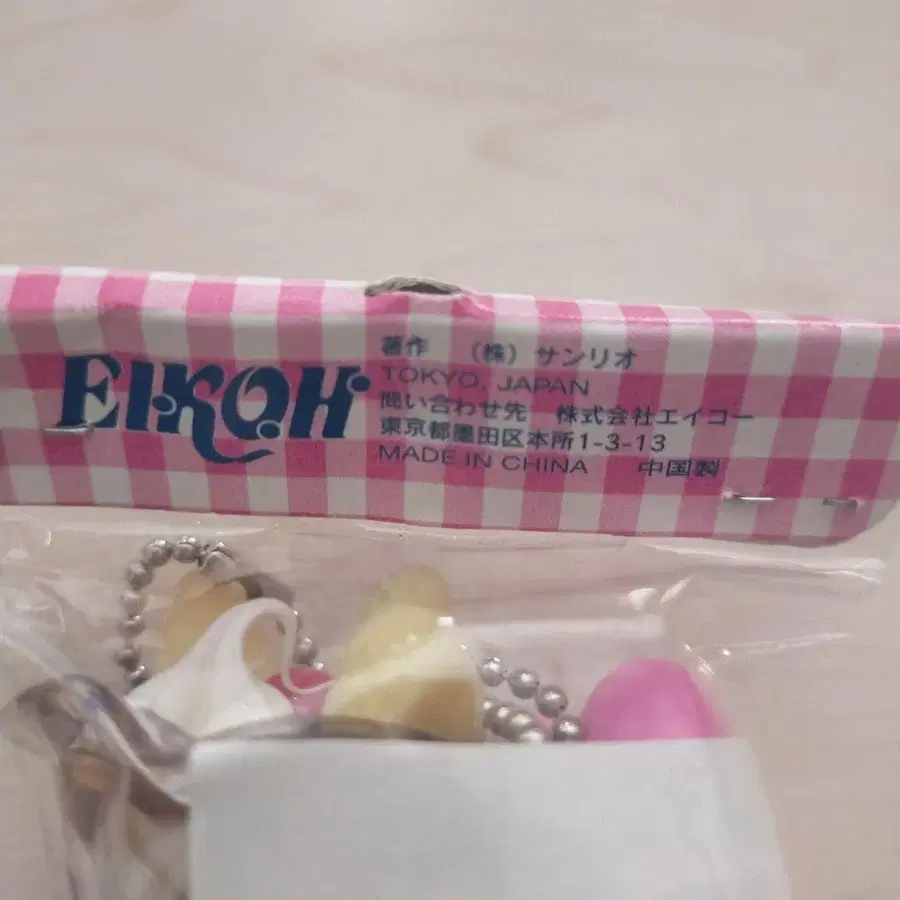 EIKOH
著作 （株）サンリオ
TOKYO, JAPAN
問い合わせ先 株式会社エイコー
東京都墨田区本所1-3-13
MADE IN CHINA 中国製